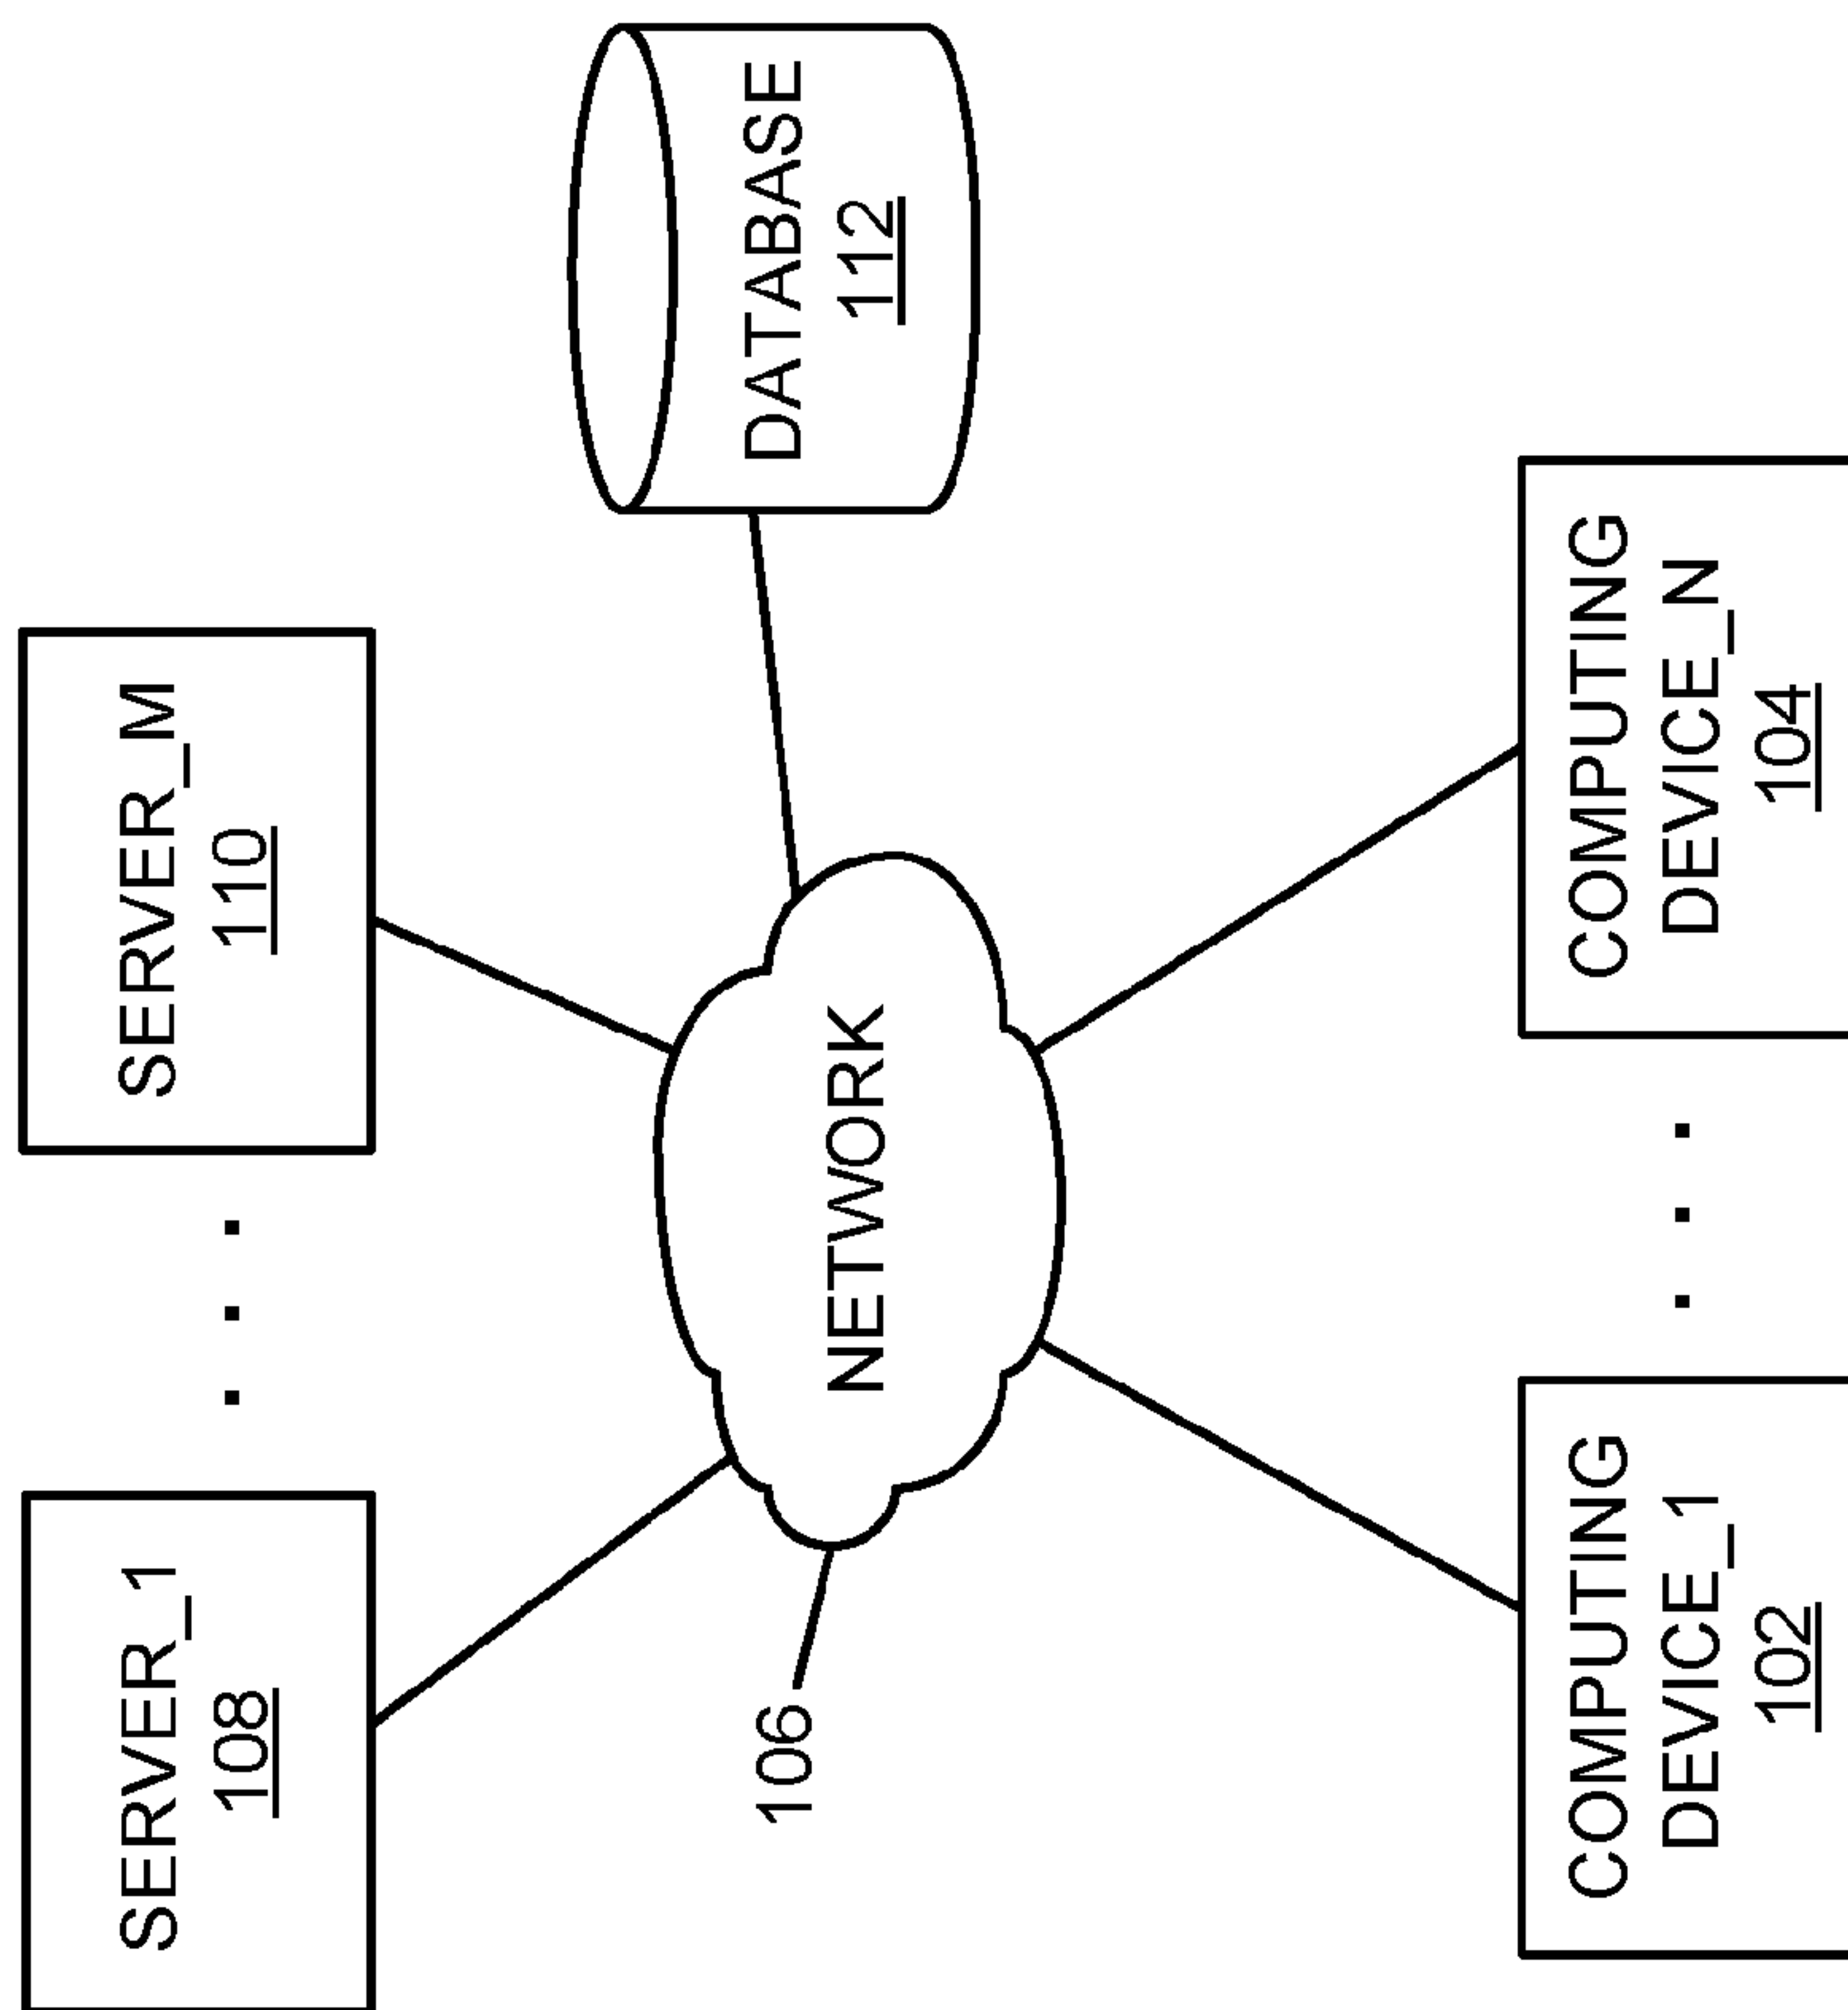 SERVER_1
108
SERVER_M
110
DATABASE
112
NETWORK
106
COMPUTING
DEVICE_1
102
COMPUTING
DEVICE_N
104